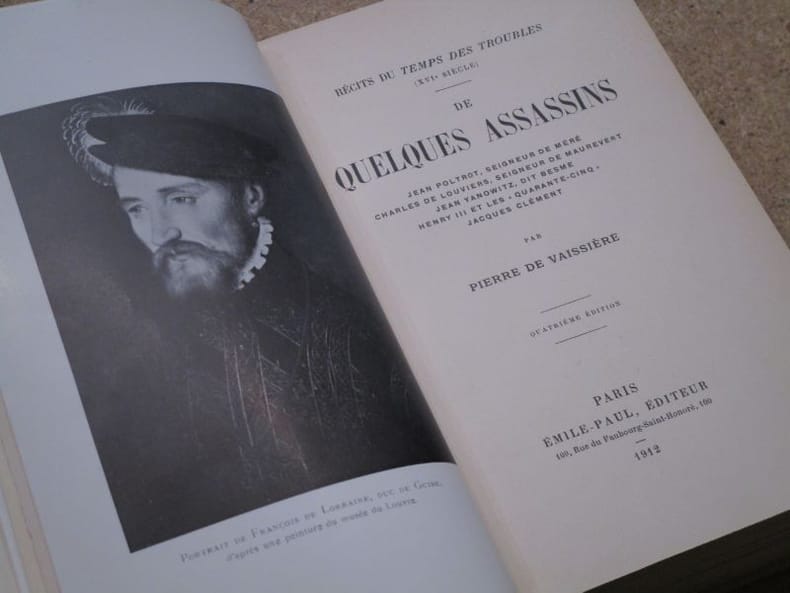 PORTRAIT DE FRANÇOIS DE LORRAINE, DUC DE GUISE,
d'après une peinture du musée du Louvre.
RÉCITS DU TEMPS DES TROUBLES
(XVIe SIÈCLE)
DE
QUELQUES ASSASSINS
JEAN POLTROT, SEIGNEUR DE MÉRÉ
CHARLES DE LOUVIERS, SEIGNEUR DE MAUREVERT
JEAN YANOWITZ, DIT BESME
HENRY III ET LES « QUARANTE-CINQ »
JACQUES CLÉMENT
PAR
PIERRE DE VAISSIÈRE
QUATRIÈME ÉDITION
PARIS
ÉMILE-PAUL, ÉDITEUR
100, Rue du Faubourg-Saint-Honoré, 100
1912